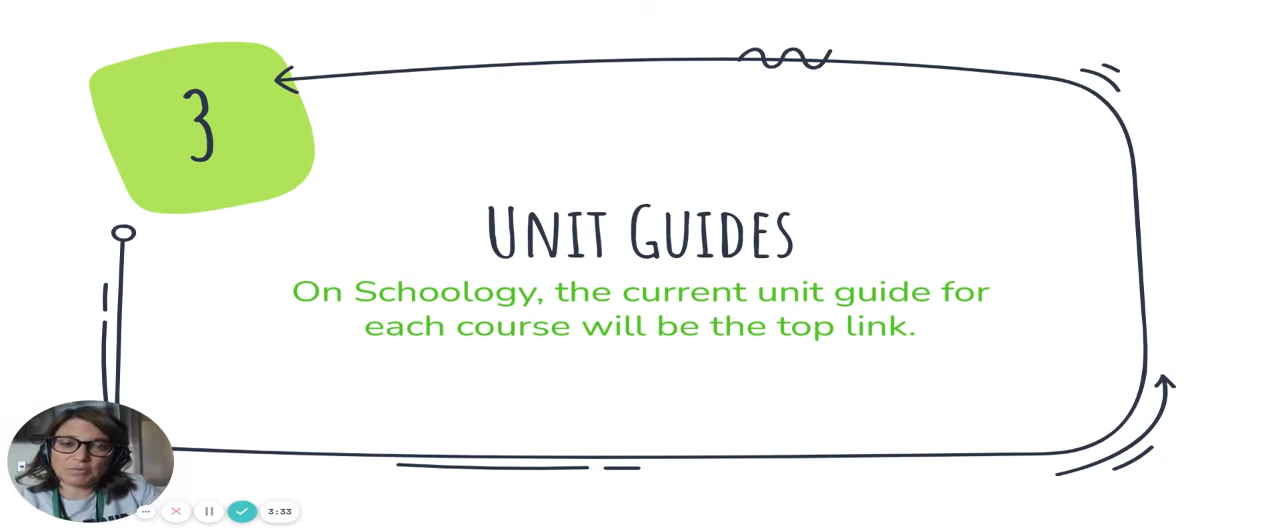 3
Unit Guides
On Schoology, the current unit guide for
each course will be the top link.
3:33